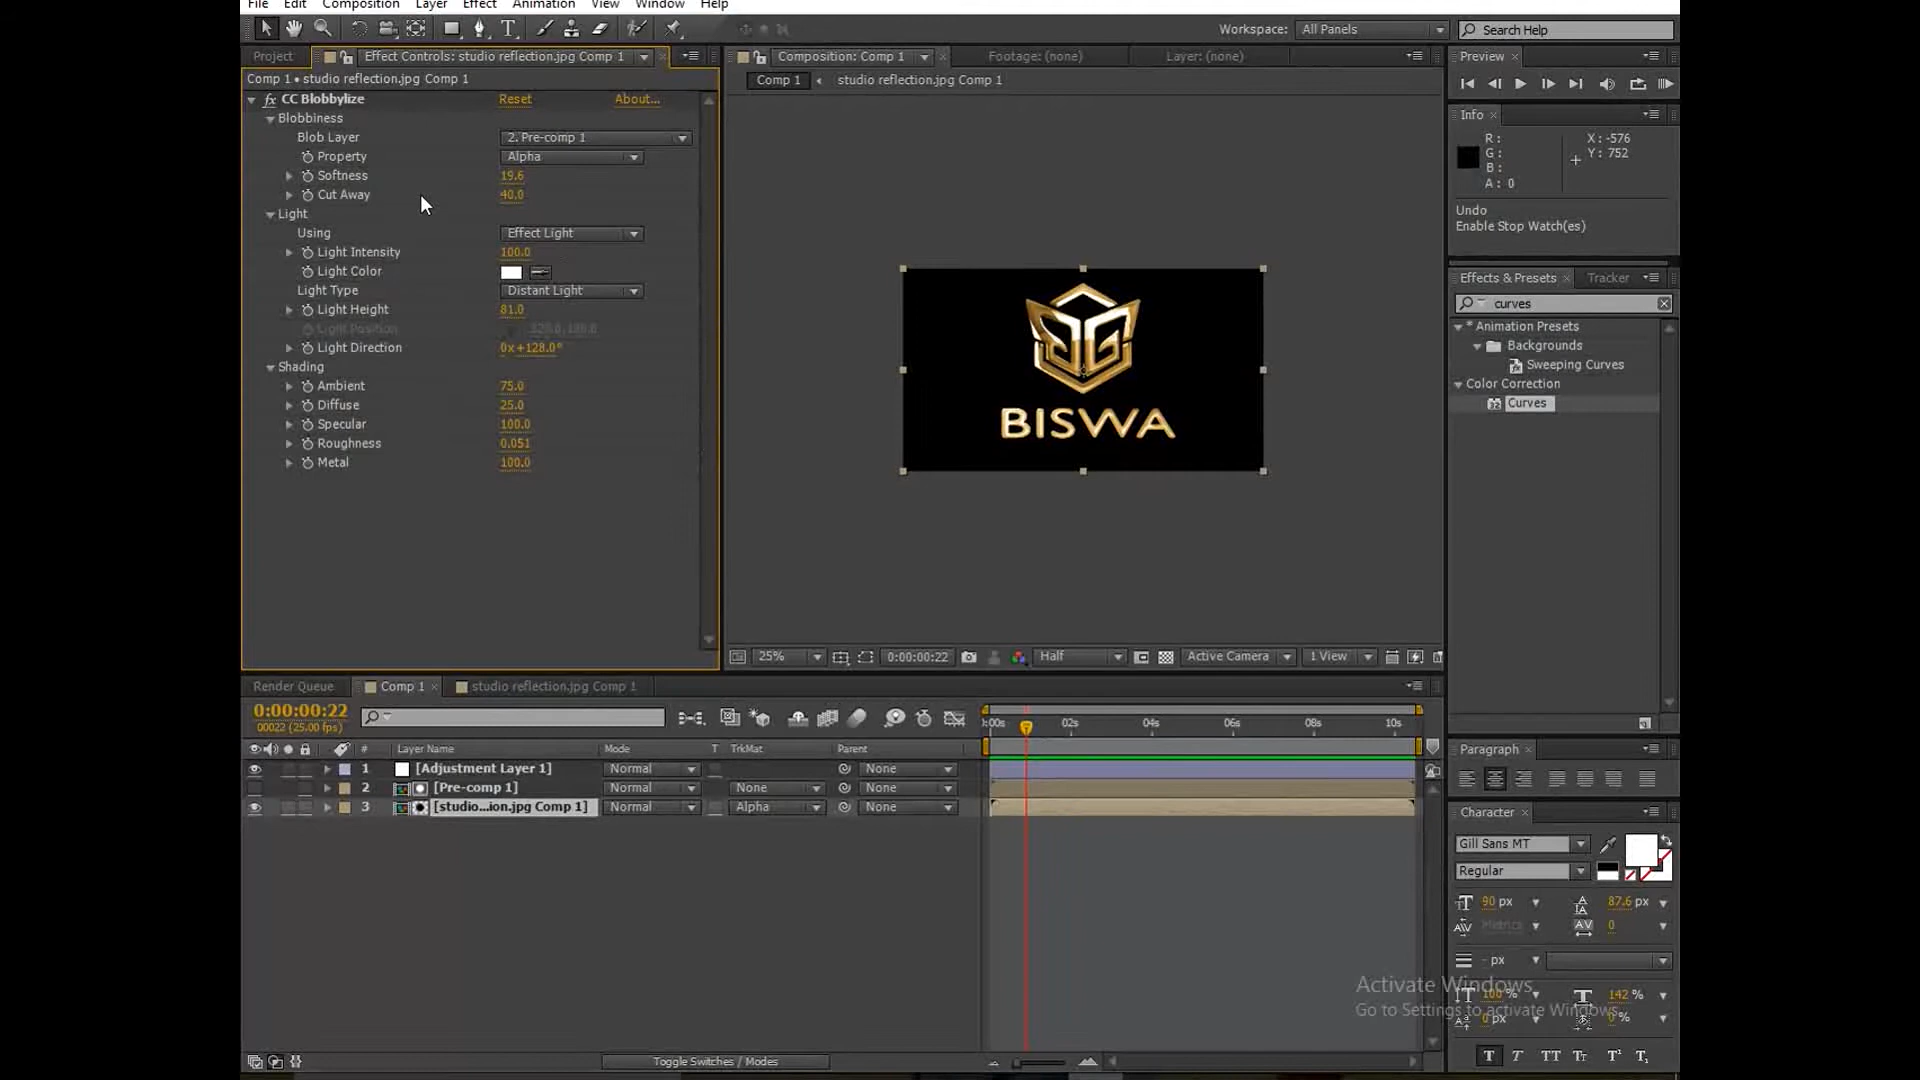 File Edit Composition Layer Effect Animation View Window Help
Workspace: All Panels Search Help
Project Effect Controls: studio reflection.jpg Comp 1
Comp 1 • studio reflection.jpg Comp 1
CC Blobbylize Reset About...
Blobbiness
Blob Layer 2. Pre-comp 1
Property Alpha
Softness 19.6
Cut Away 40.0
Light
Using Effect Light
Light Intensity 100.0
Light Color
Light Type Distant Light
Light Height 81.0
Light Position
Light Direction 0x+128.0°
Shading
Ambient 75.0
Diffuse 25.0
Specular 100.0
Roughness 0.051
Metal 100.0
Composition: Comp 1 Footage: (none) Layer: (none)
Comp 1 studio reflection.jpg Comp 1
BISWA
25% 0:00:00:22 Half Active Camera 1 View
Preview
Info
R: X: -576
G: Y: 752
B:
A: 0
Undo
Enable Stop Watch(es)
Effects & Presets Tracker
curves
* Animation Presets
Backgrounds
Sweeping Curves
Color Correction
Curves
Render Queue Comp 1 studio reflection.jpg Comp 1
0:00:00:22
00022 (25.00 fps)
:00s 02s 04s 06s 08s 10s
# Layer Name Mode T TrkMat Parent
1 [Adjustment Layer 1] Normal None
2 [Pre-comp 1] Normal None None
3 [studio...ion.jpg Comp 1] Normal Alpha None
Toggle Switches / Modes
Paragraph
Character
Gill Sans MT
Regular
90 px 87.6 px
Metrics 0
- px
100 % 142 %
0 px 0 %
Activate Windows
Go to Settings to activate Windows.